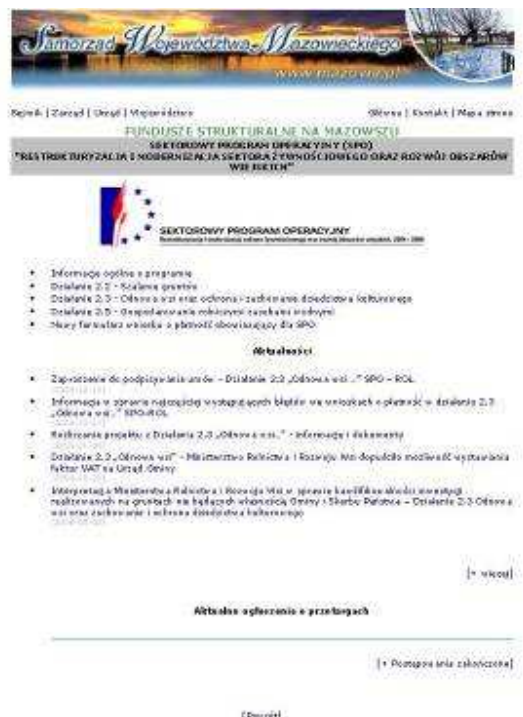 Samorząd Województwa Mazowieckiego
www.mazovia.pl
Sejmik | Zarząd | Urząd | Województwo Główna | Kontakt | Mapa strony
FUNDUSZE STRUKTURALNE NA MAZOWSZU
SEKTOROWY PROGRAM OPERACYJNY (SPO)
"RESTRUKTURYZACJA I MODERNIZACJA SEKTORA ŻYWNOŚCIOWEGO ORAZ ROZWÓJ OBSZARÓW
WIEJSKICH"
SEKTOROWY PROGRAM OPERACYJNY
• Informacje ogólne o programie
• Działanie 2.2 - Scalanie gruntów
• Działanie 2.3 - Odnowa wsi oraz ochrona i zachowanie dziedzictwa kulturowego
• Działanie 2.5 - Gospodarowanie rolniczymi zasobami wodnymi
• Nowy formularz wniosku o płatność obowiązujący dla SPO
Aktualności
• Zaproszenie do podpisywania umów – Działanie 2.3 „Odnowa wsi ..." SPO – ROL
• Informacja w sprawie najczęściej występujących błędów we wnioskach o płatność w działaniu 2.3
„Odnowa wsi.." SPO-ROL
• Rozliczanie projektu z Działania 2.3 „Odnowa wsi.." - informacje i dokumenty
• Działanie 2.3 „Odnowa wsi" - Ministerstwo Rolnictwa i Rozwoju Wsi dopuściło możliwość wystawiania
faktur VAT na Urząd Gminy
• Interpretacja Ministerstwa Rolnictwa i Rozwoju Wsi w sprawie kwalifikowalności inwestycji
realizowanych na gruntach nie będących własnością Gminy i Skarbu Państwa – Działanie 2.3 Odnowa
wsi oraz zachowanie i ochrona dziedzictwa kulturowego
[+ więcej]
Aktualne ogłoszenia o przetargach
[+ Postępowania zakończone]
[Powrót]